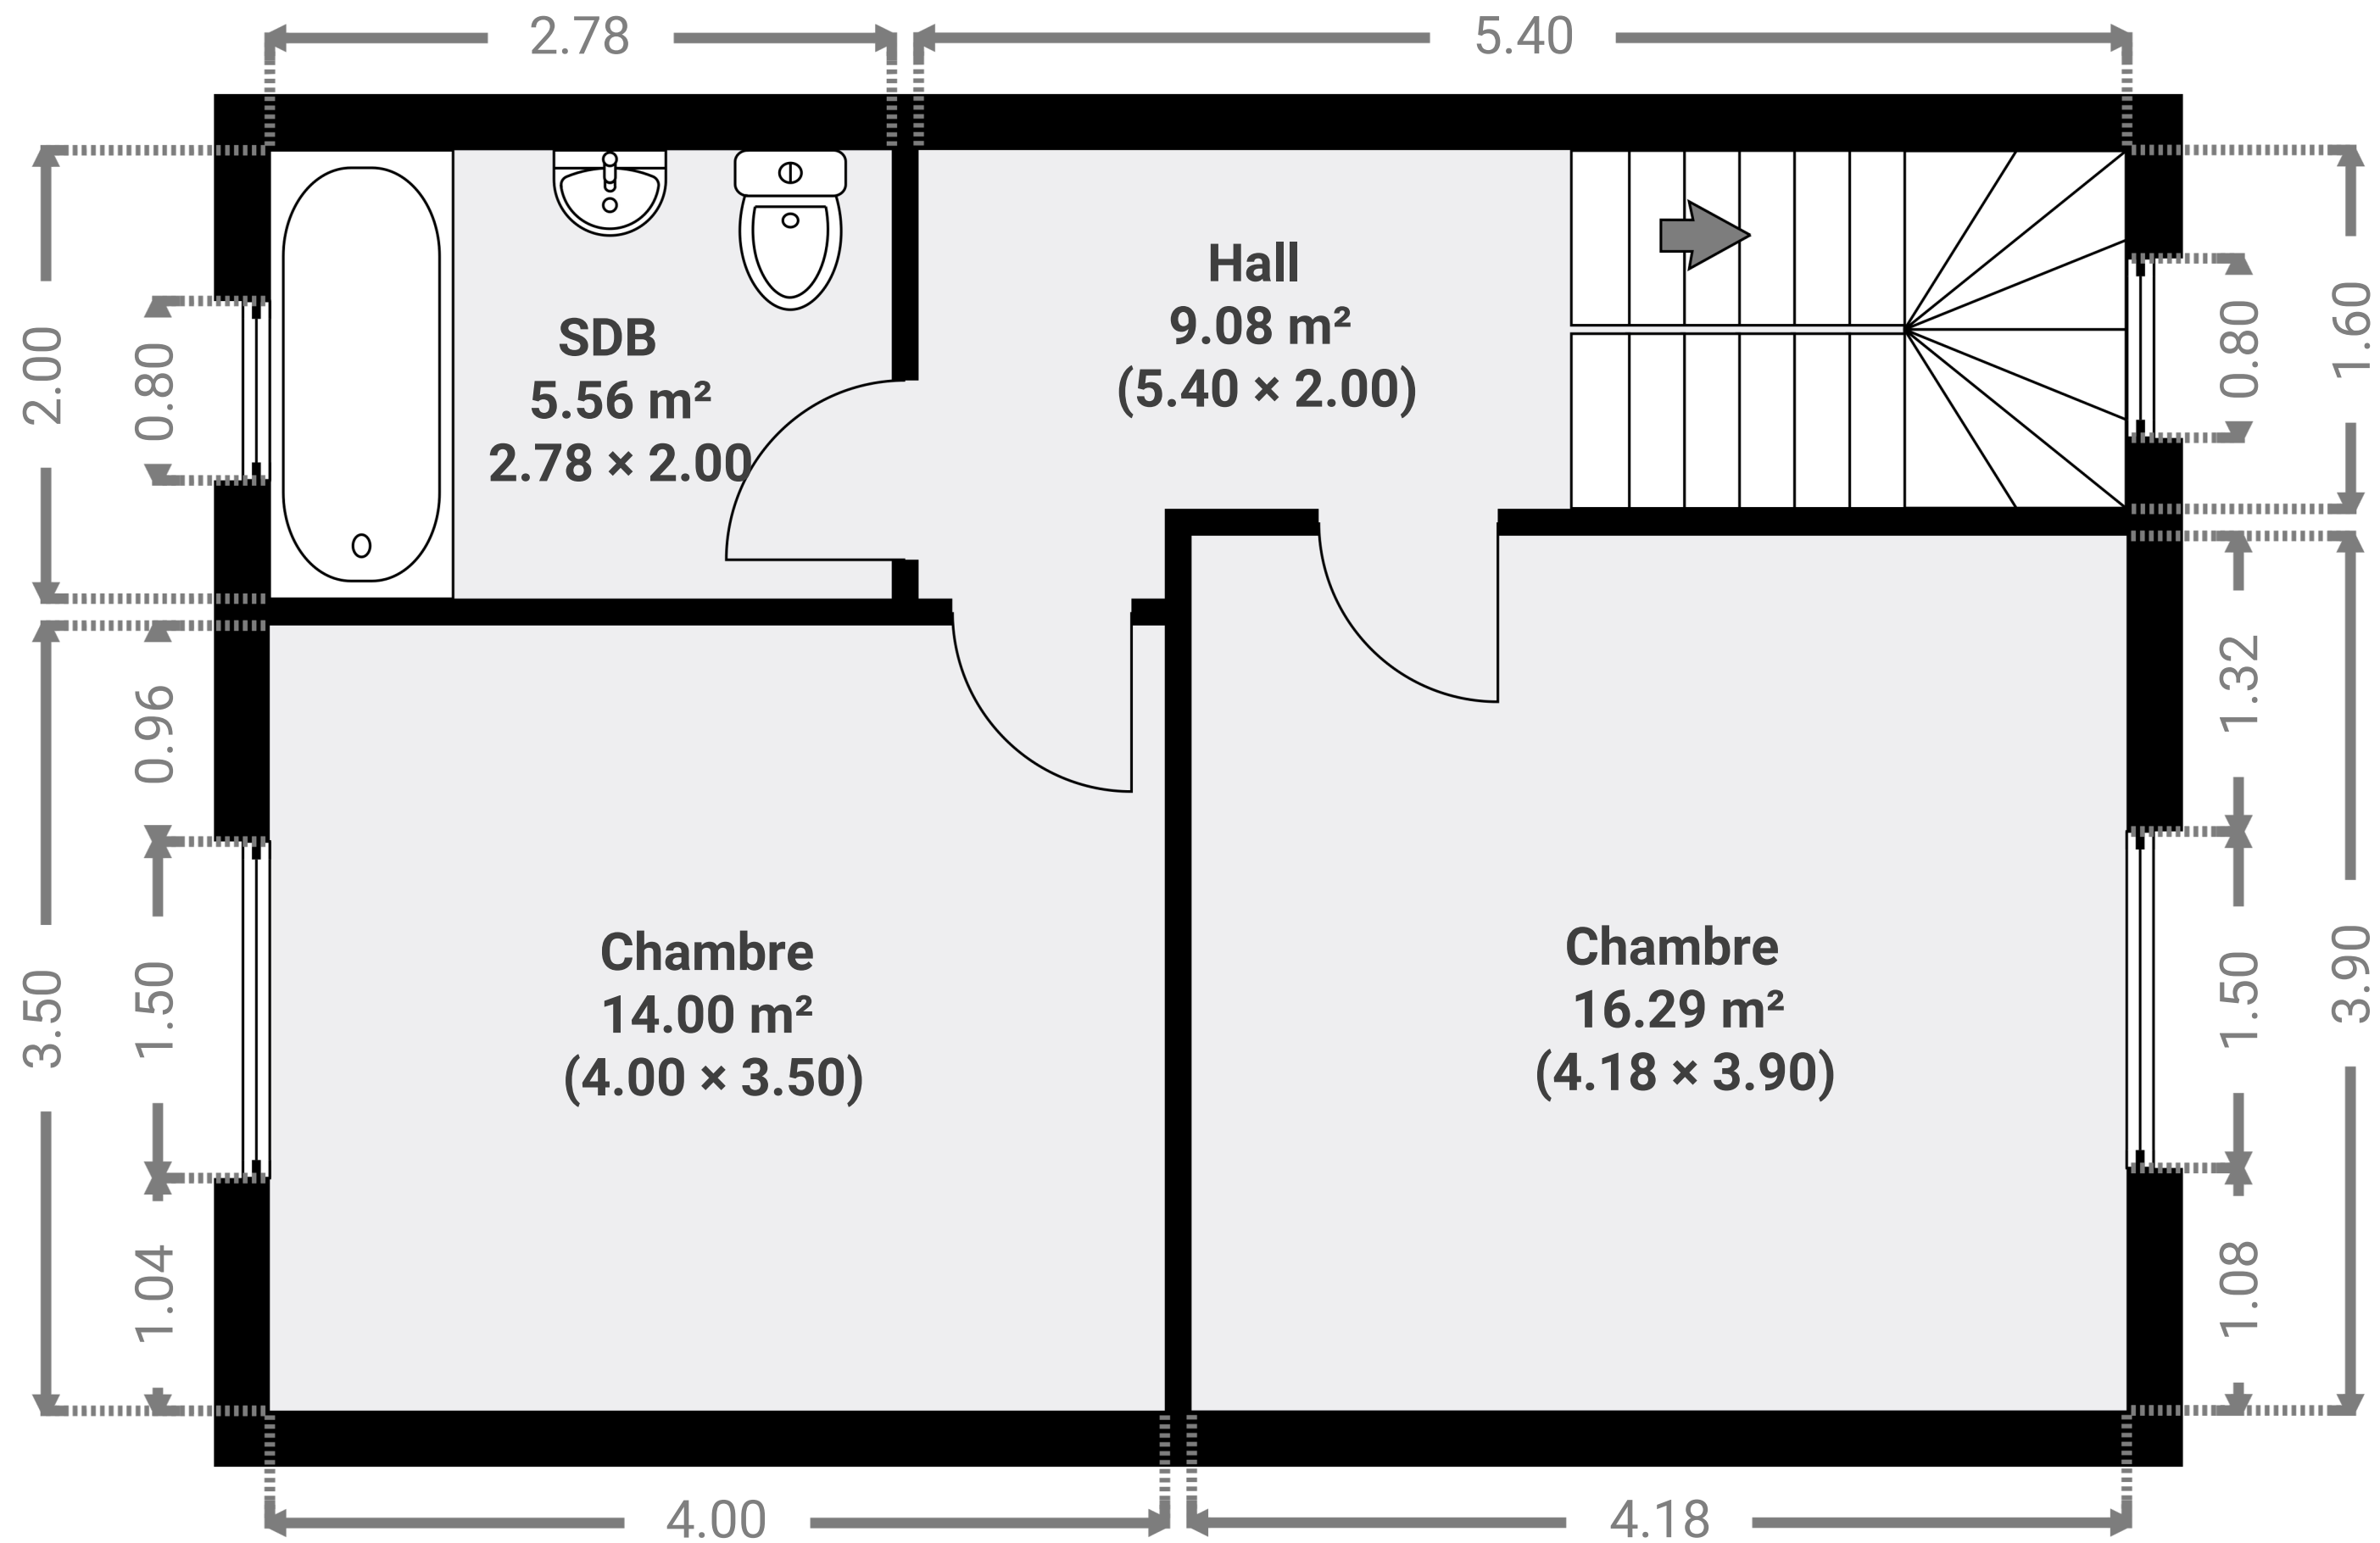 2.78
5.40
2.00
0.80
SDB
5.56 m²
2.78 × 2.00
Hall
9.08 m²
(5.40 × 2.00)
0.80
1.60
0.96
1.32
3.50
1.50
Chambre
14.00 m²
(4.00 × 3.50)
Chambre
16.29 m²
(4.18 × 3.90)
1.50
3.90
1.04
1.08
4.00
4.18